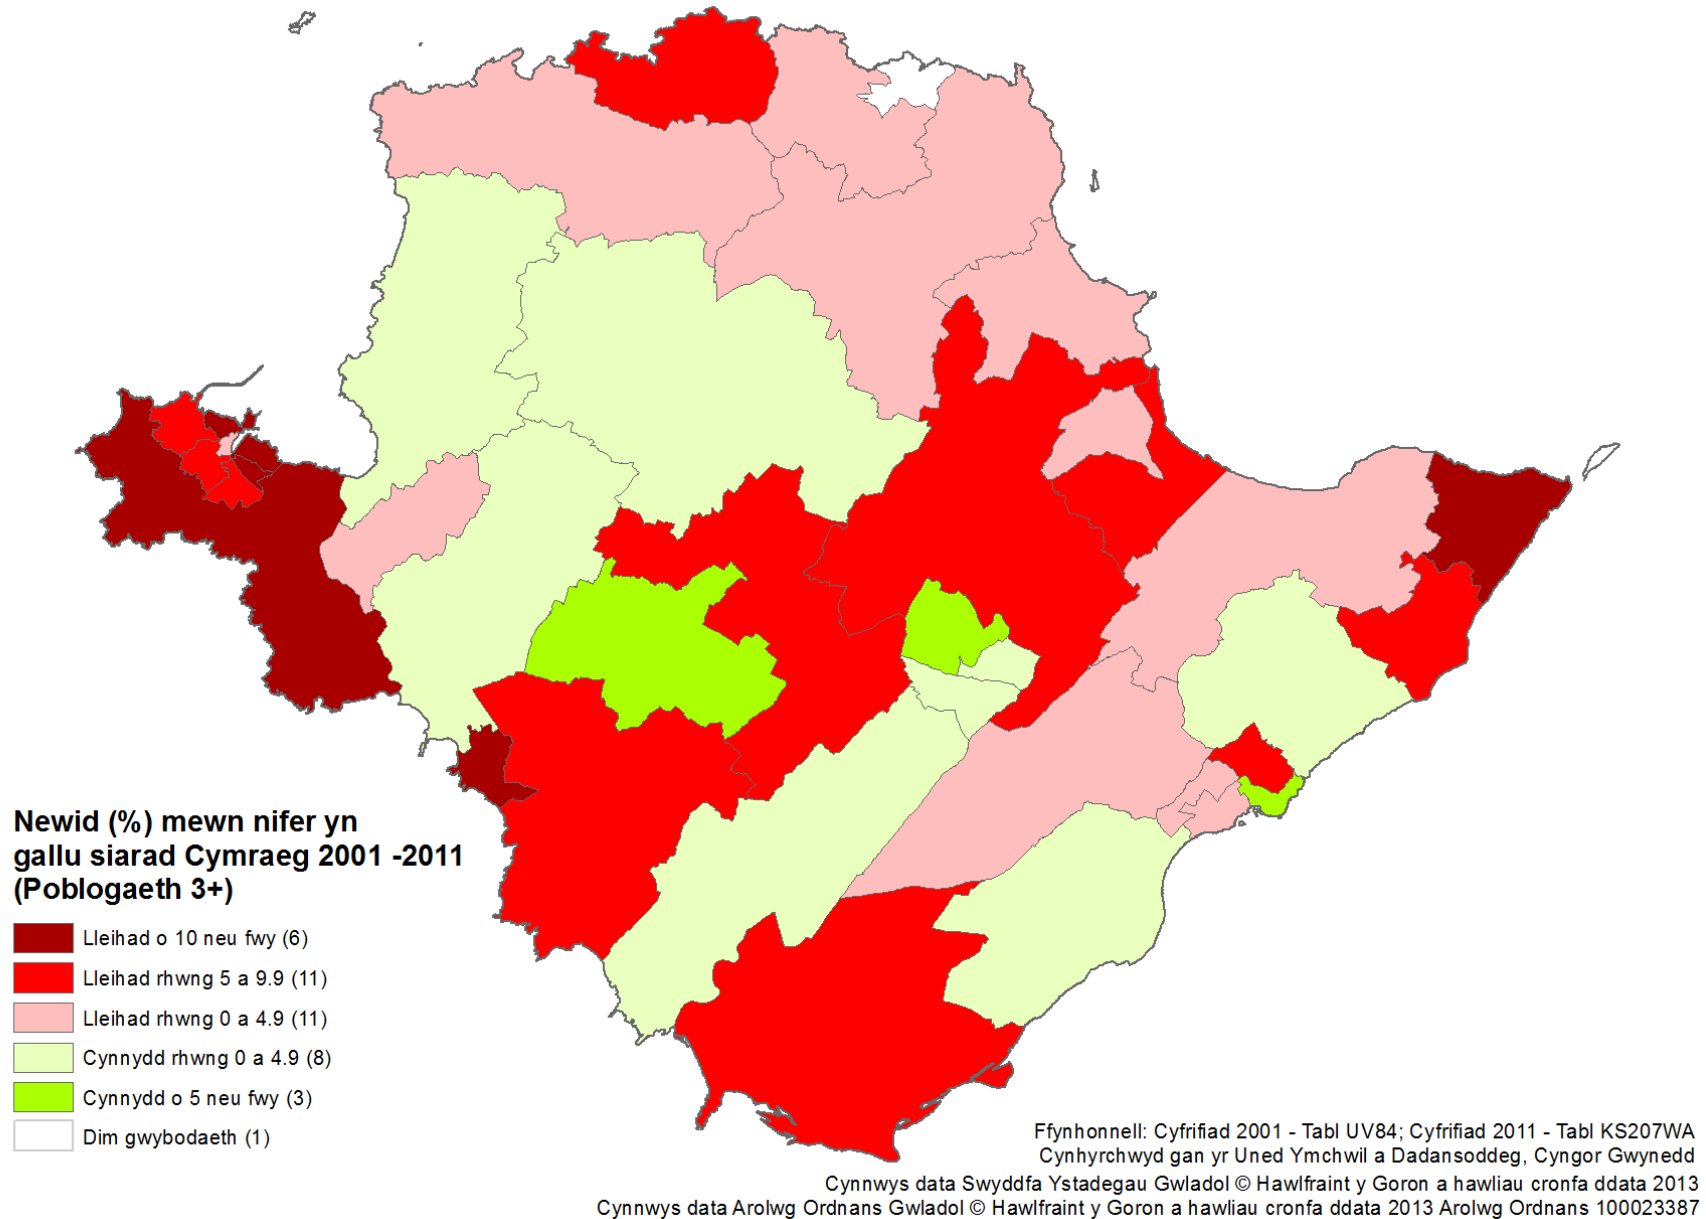 Newid (%) mewn nifer yn
gallu siarad Cymraeg 2001 -2011
(Poblogaeth 3+)
Lleihad o 10 neu fwy (6)
Lleihad rhwng 5 a 9.9 (11)
Lleihad rhwng 0 a 4.9 (11)
Cynnydd rhwng 0 a 4.9 (8)
Cynnydd o 5 neu fwy (3)
Dim gwybodaeth (1)
Ffynhonnell: Cyfrifiad 2001 - Tabl UV84; Cyfrifiad 2011 - Tabl KS207WA
Cynhyrchwyd gan yr Uned Ymchwil a Dadansoddeg, Cyngor Gwynedd
Cynnwys data Swyddfa Ystadegau Gwladol © Hawlfraint y Goron a hawliau cronfa ddata 2013
Cynnwys data Arolwg Ordnans Gwladol © Hawlfraint y Goron a hawliau cronfa ddata 2013 Arolwg Ordnans 100023387